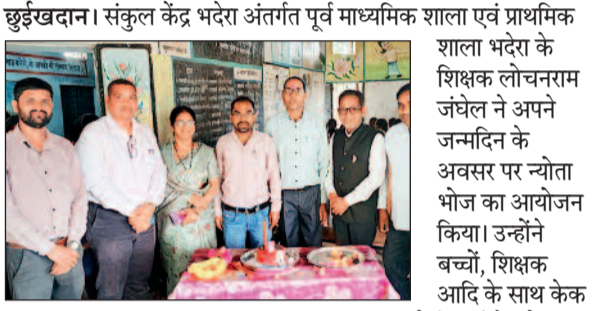 छुईखदान। संकुल केंद्र भदेरा अंतर्गत पूर्व माध्यमिक शाला एवं प्राथमिक
शाला भदेरा के
शिक्षक लोचनराम
जंघेल ने अपने
जन्मदिन के
अवसर पर न्योता
भोज का आयोजन
किया। उन्होंने
बच्चों, शिक्षक
आदि के साथ केक